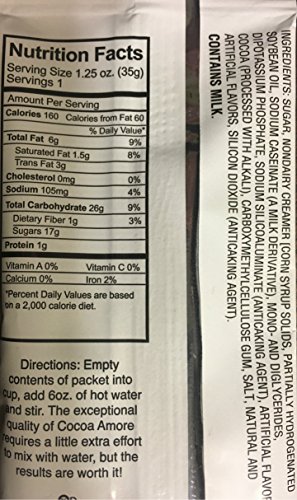 Nutrition Facts
Serving Size 1.25 oz. (35g)
Servings 1
Amount Per Serving
Calories 160 Calories from Fat 60
% Daily Value*
Total Fat 6g 9%
Saturated Fat 1.5g 8%
Trans Fat 3g
Cholesterol 0mg 0%
Sodium 105mg 4%
Total Carbohydrate 26g 9%
Dietary Fiber 1g 3%
Sugars 17g
Protein 1g
Vitamin A 0% Vitamin C 0%
Calcium 0% Iron 2%
*Percent Daily Values are based
on a 2,000 calorie diet.
Directions: Empty
contents of packet into
cup, add 6oz. of hot water
and stir. The exceptional
quality of Cocoa Amore
requires a little extra effort
to mix with water, but the
results are worth it!
INGREDIENTS: SUGAR, NONDAIRY CREAMER [CORN SYRUP SOLIDS, PARTIALLY HYDROGENATED
SOYBEAN OIL, SODIUM CASEINATE (A MILK DERIVATIVE), MONO- AND DIGLYCERIDES,
DIPOTASSIUM PHOSPHATE, SODIUM SILICOALUMINATE (ANTICAKING AGENT), ARTIFICIAL FLAVORS
COCOA (PROCESSED WITH ALKALI), CARBOXYMETHYLCELLULOSE GUM, SALT, NATURAL AND
ARTIFICIAL FLAVORS, SILICON DIOXIDE (ANTICAKING AGENT).
CONTAINS MILK.